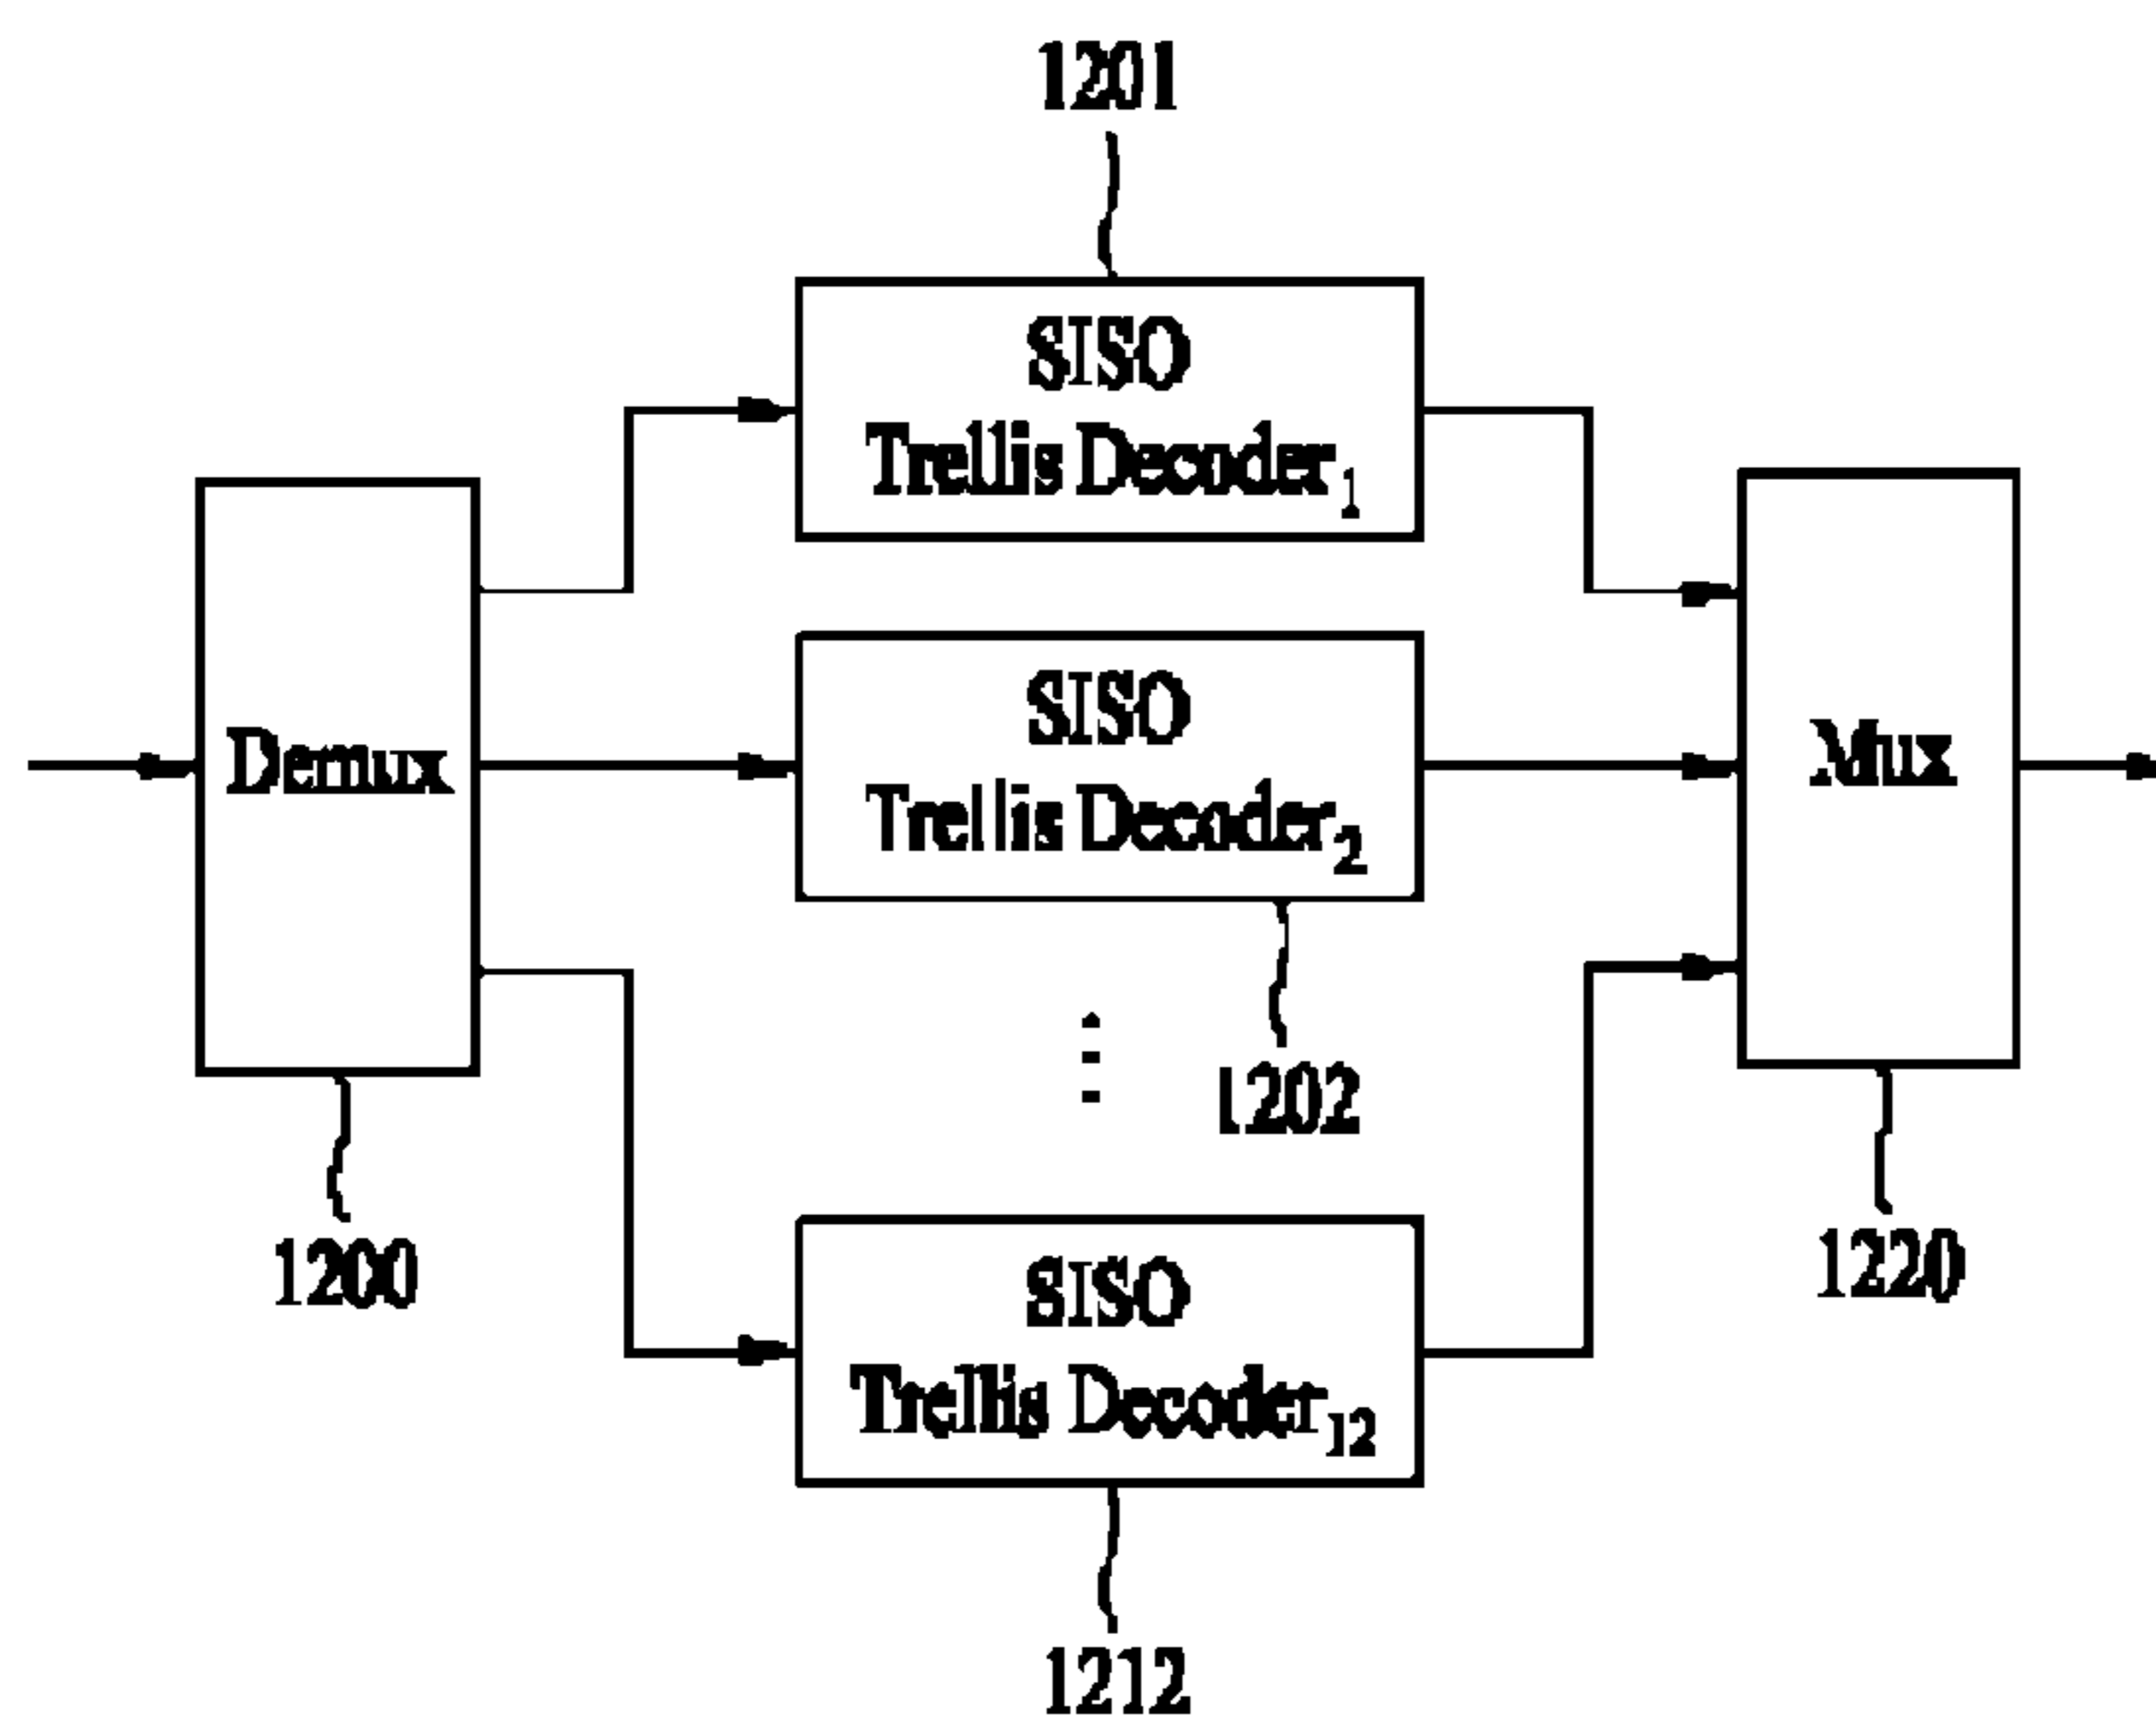 1201
SISO
Trellis Decoder1
Demux
SISO
Trellis Decoder2
Mux
1202
1200
1220
SISO
Trellis Decoder12
1212